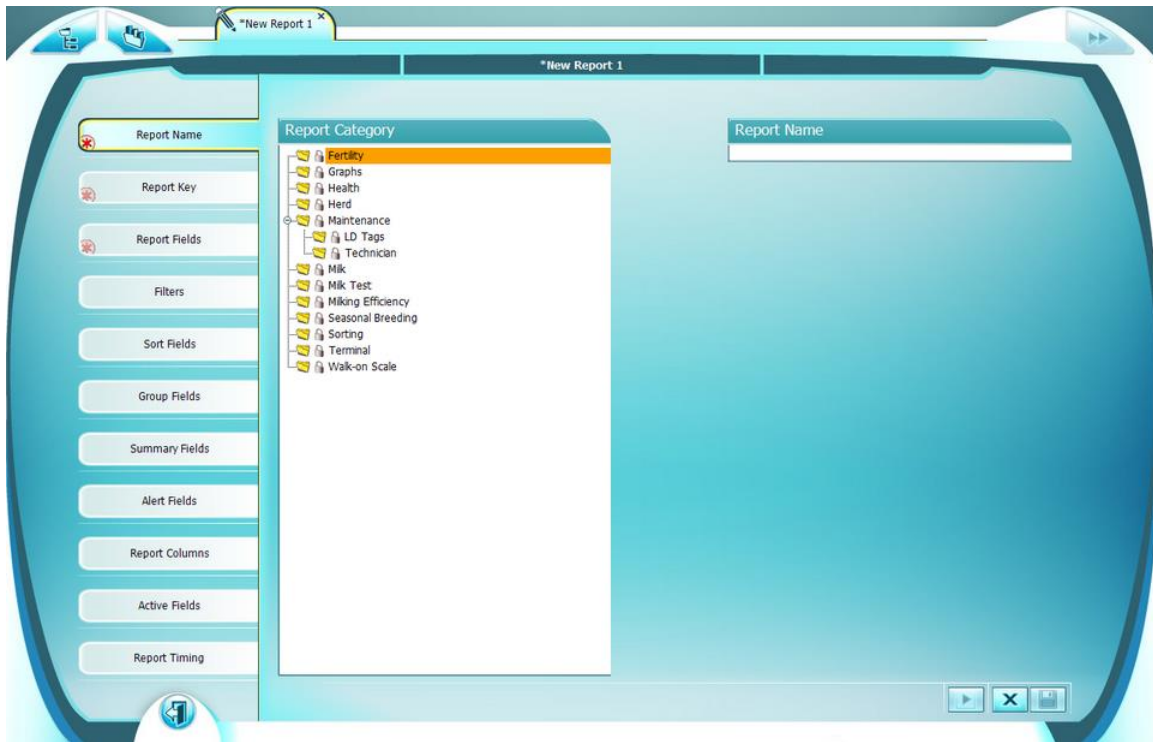 *New Report 1
*New Report 1
Report Name
Report Key
Report Fields
Filters
Sort Fields
Group Fields
Summary Fields
Alert Fields
Report Columns
Active Fields
Report Timing
Report Category
Fertility
Graphs
Health
Herd
Maintenance
LD Tags
Technician
Milk
Milk Test
Milking Efficiency
Seasonal Breeding
Sorting
Terminal
Walk-on Scale
Report Name